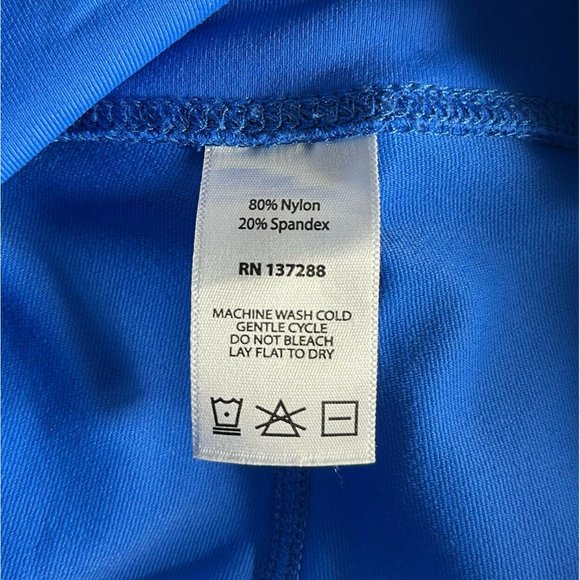 80% Nylon
20% Spandex
RN 137288
MACHINE WASH COLD
GENTLE CYCLE
DO NOT BLEACH
LAY FLAT TO DRY